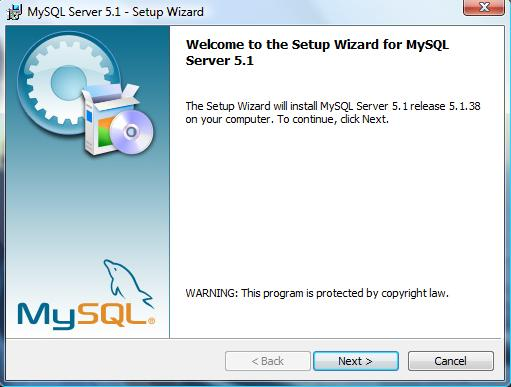 MySQL Server 5.1 - Setup Wizard
Welcome to the Setup Wizard for MySQL
Server 5.1
The Setup Wizard will install MySQL Server 5.1 release 5.1.38
on your computer. To continue, click Next.
MySQL®
WARNING: This program is protected by copyright law.
< Back
Next >
Cancel